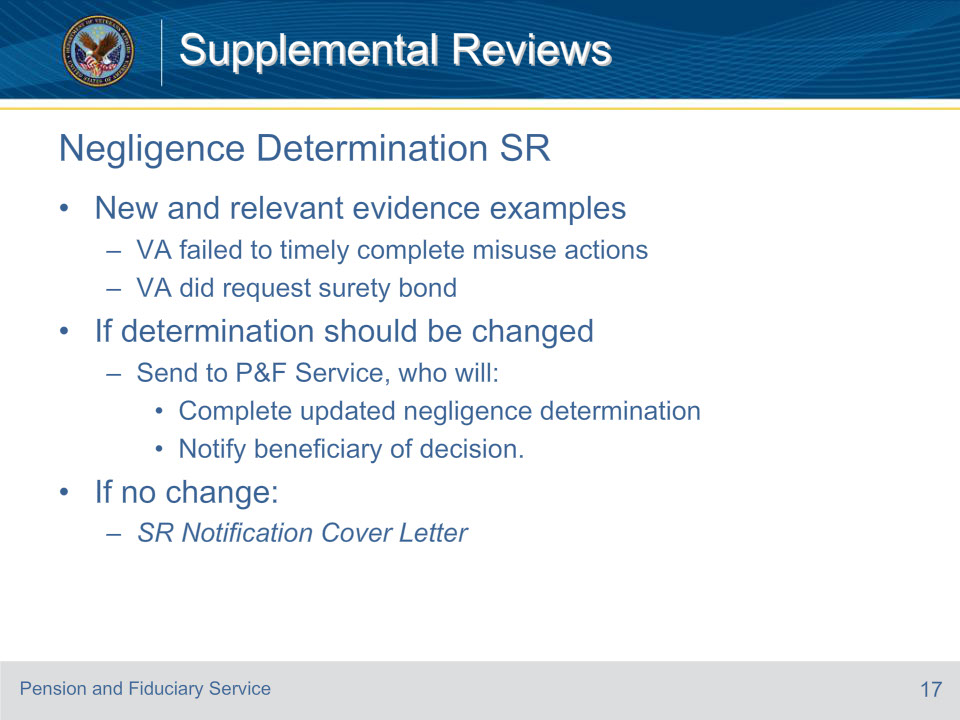 Supplemental Reviews
Negligence Determination SR
• New and relevant evidence examples
– VA failed to timely complete misuse actions
– VA did request surety bond
• If determination should be changed
– Send to P&F Service, who will:
• Complete updated negligence determination
• Notify beneficiary of decision.
• If no change:
– SR Notification Cover Letter
Pension and Fiduciary Service
17